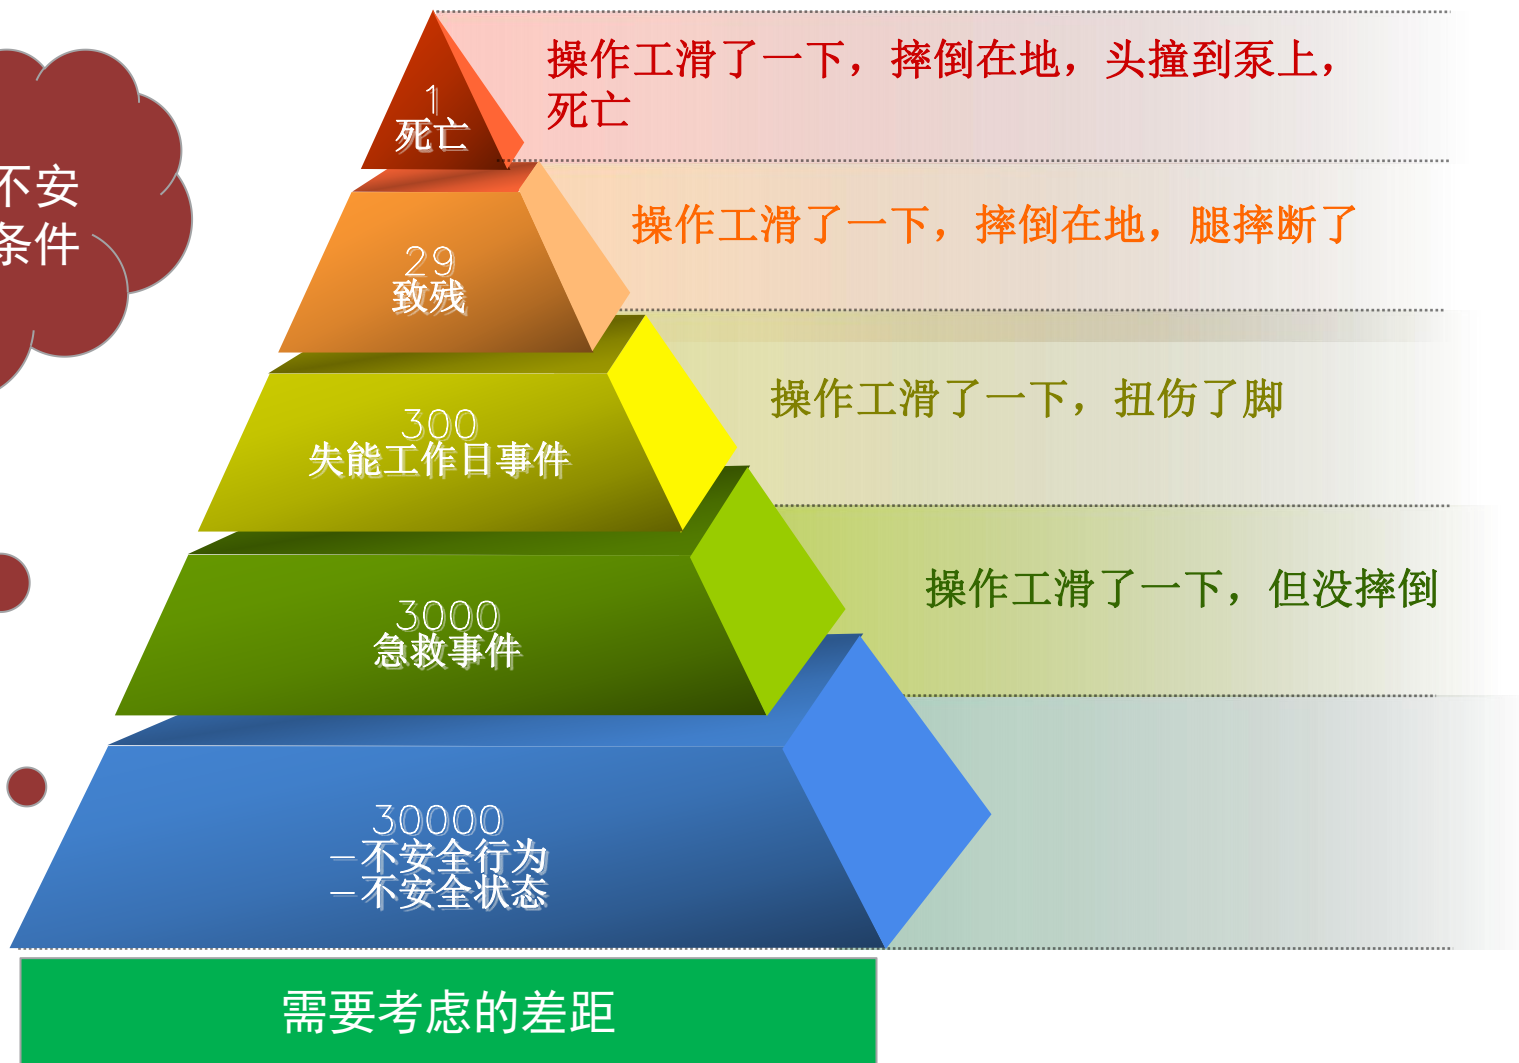 操作工滑了一下，摔倒在地，头撞到泵上，
死亡
1
死亡
不安
条件
操作工滑了一下，摔倒在地，腿摔断了
29
致残
操作工滑了一下，扭伤了脚
300
失能工作日事件
操作工滑了一下，但没摔倒
3000
急救事件
30000
–不安全行为
–不安全状态
需要考虑的差距